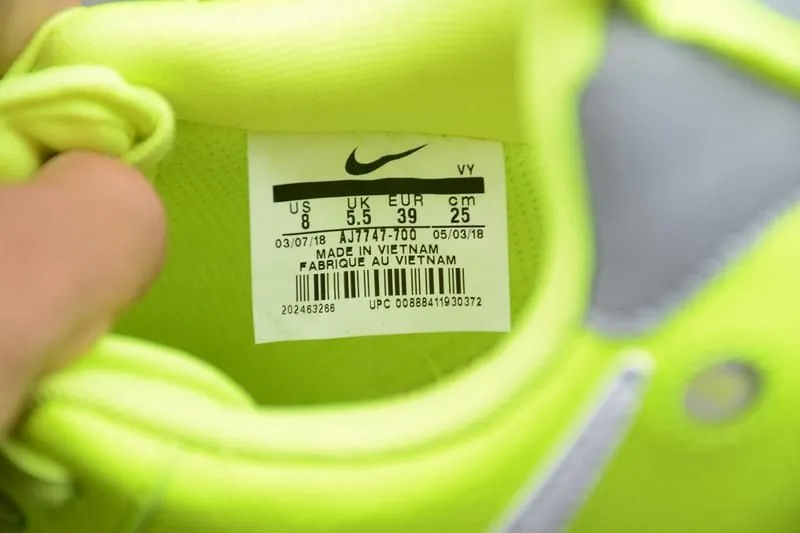 VY
US UK EUR cm
8 5.5 39 25
03/07/18 AJ7747-700 05/03/18
MADE IN VIETNAM
FABRIQUE AU VIETNAM
202463266 UPC 00888411930372